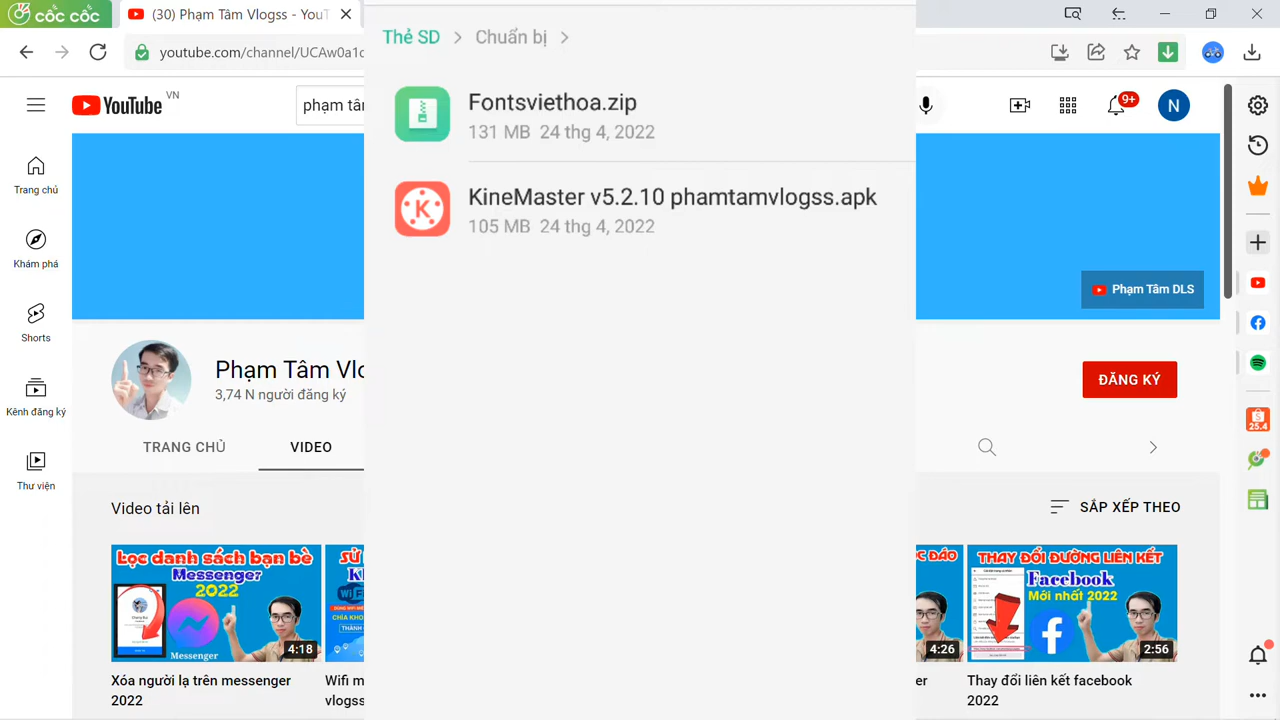 cốc cốc
(30) Phạm Tâm Vlogss - YouT
youtube.com/channel/UCAw0a1c
YouTube VN
phạm tân
9+
N
Trang chủ
Khám phá
Shorts
Kênh đăng ký
Thư viện
Thẻ SD > Chuẩn bị >
Fontsviethoa.zip
131 MB 24 thg 4, 2022
K
KineMaster v5.2.10 phamtamvlogss.apk
105 MB 24 thg 4, 2022
Phạm Tâm DLS
Phạm Tâm Vlo
3,74 N người đăng ký
ĐĂNG KÝ
TRANG CHỦ
VIDEO
Video tải lên
SẮP XẾP THEO
25.4
Lọc danh sách bạn bè
Messenger
2022
Messenger
4:18
SỬ
WiFi
CHÌA KHO
THÀNH
ĐÁO
4:26
THAY ĐỔI ĐƯỜNG LIÊN KẾT
Facebook
Mới nhất 2022
2:56
Xóa người lạ trên messenger
2022
Wifi m
vlogss
er
Thay đổi liên kết facebook
2022